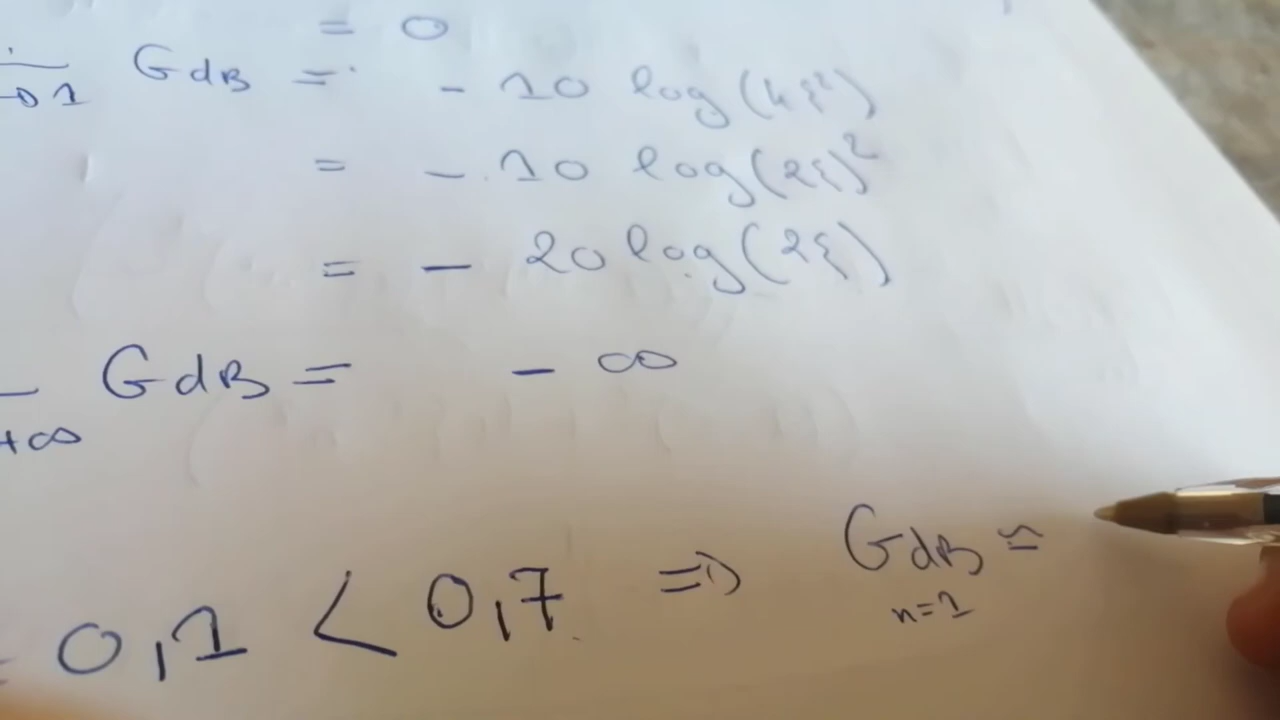 = 0
→1 GdB = - 10 log(4ξ²)
= - 10 log(2ξ)²
= - 20 log(2ξ)
GdB = - ∞
+∞
= 0,1 < 0,7 ⇒ GdB ≃
n=1